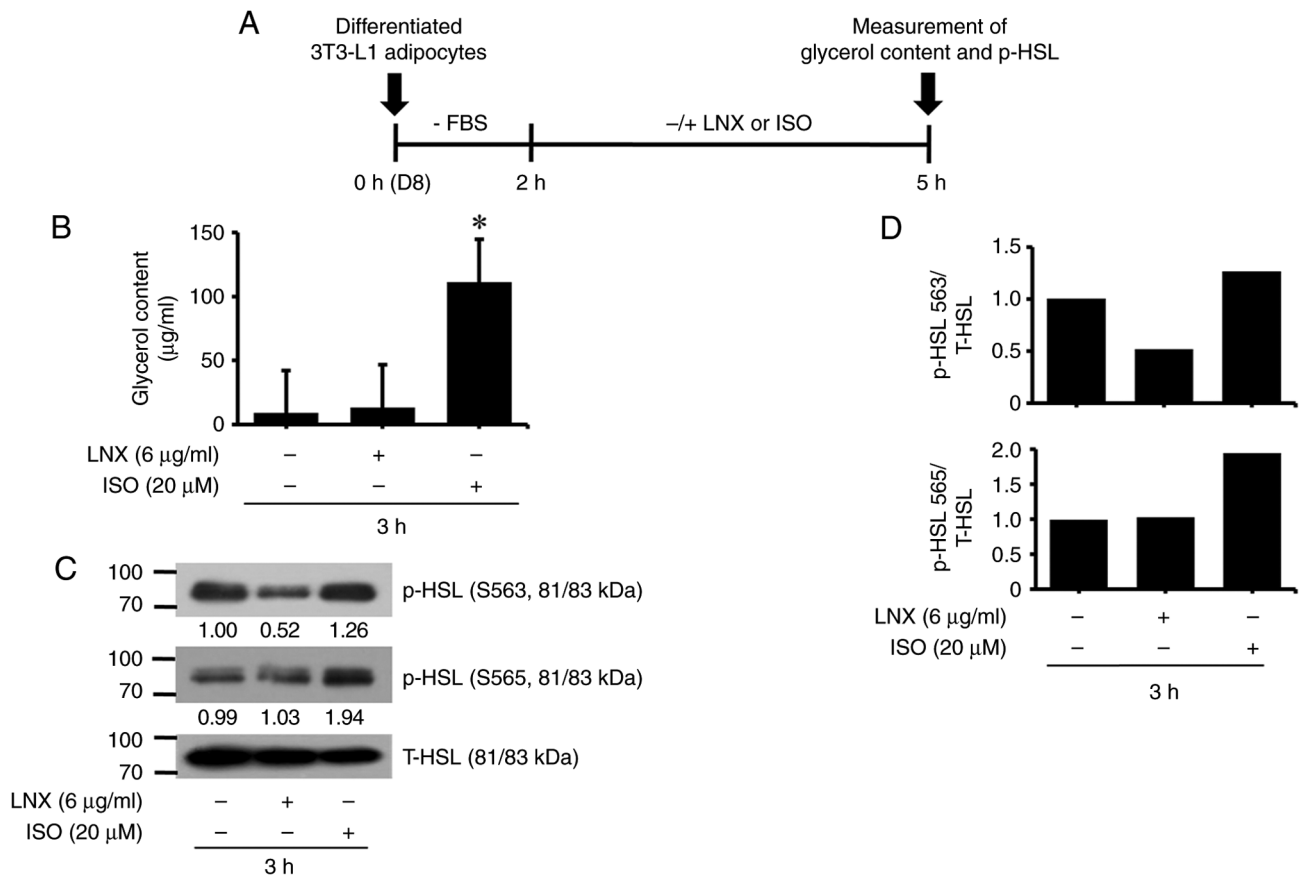 A
Differentiated
3T3-L1 adipocytes
Measurement of
glycerol content and p-HSL
- FBS
–/+ LNX or ISO
0 h (D8)
2 h
5 h
B
Glycerol content
(µg/ml)
150
100
50
0
*
LNX (6 µg/ml) – + –
ISO (20 µM) – – +
3 h
C
100
70
p-HSL (S563, 81/83 kDa)
1.00 0.52 1.26
100
70
p-HSL (S565, 81/83 kDa)
0.99 1.03 1.94
100
70
T-HSL (81/83 kDa)
LNX (6 µg/ml) – + –
ISO (20 µM) – – +
3 h
D
p-HSL 563/
T-HSL
1.5
1.0
0.5
0
p-HSL 565/
T-HSL
2.0
1.5
1.0
0.5
0
LNX (6 µg/ml) – + –
ISO (20 µM) – – +
3 h